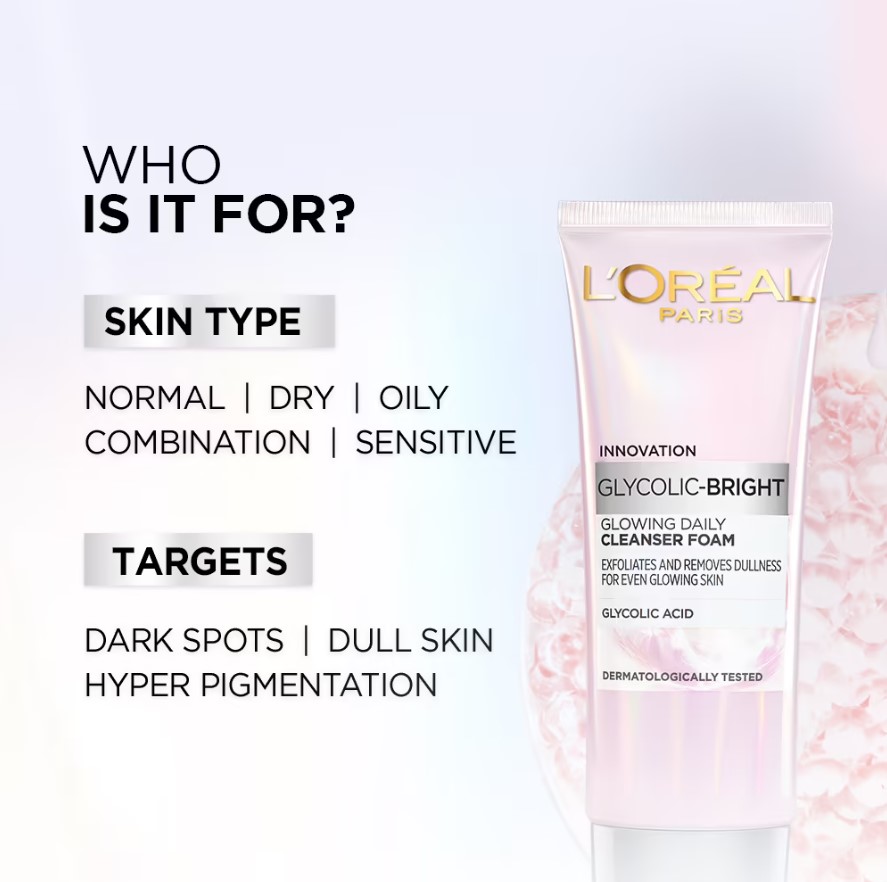 WHO
IS IT FOR?
SKIN TYPE
NORMAL | DRY | OILY
COMBINATION | SENSITIVE
TARGETS
DARK SPOTS | DULL SKIN
HYPER PIGMENTATION
L'ORÉAL
PARIS
INNOVATION
GLYCOLIC-BRIGHT
GLOWING DAILY
CLEANSER FOAM
EXFOLIATES AND REMOVES DULLNESS
FOR EVEN GLOWING SKIN
GLYCOLIC ACID
DERMATOLOGICALLY TESTED